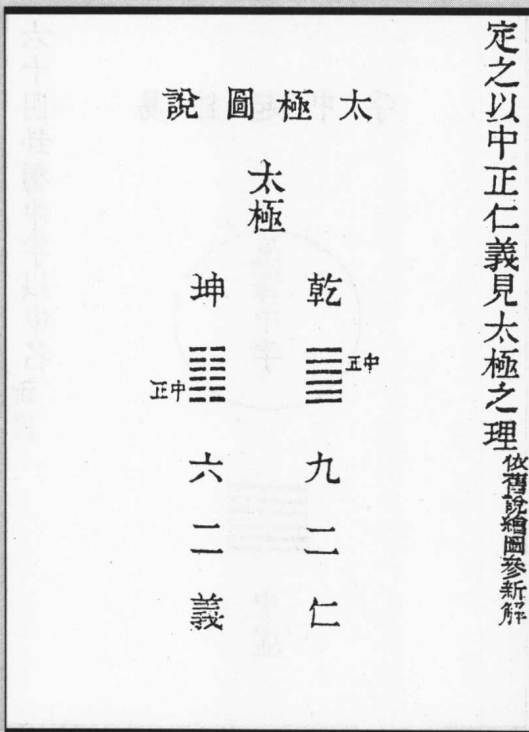 定之以中正仁義見太極之理
依舊說繪圖參新解
太極圖說
太極
乾
中正
九二仁
坤
中正
六二義